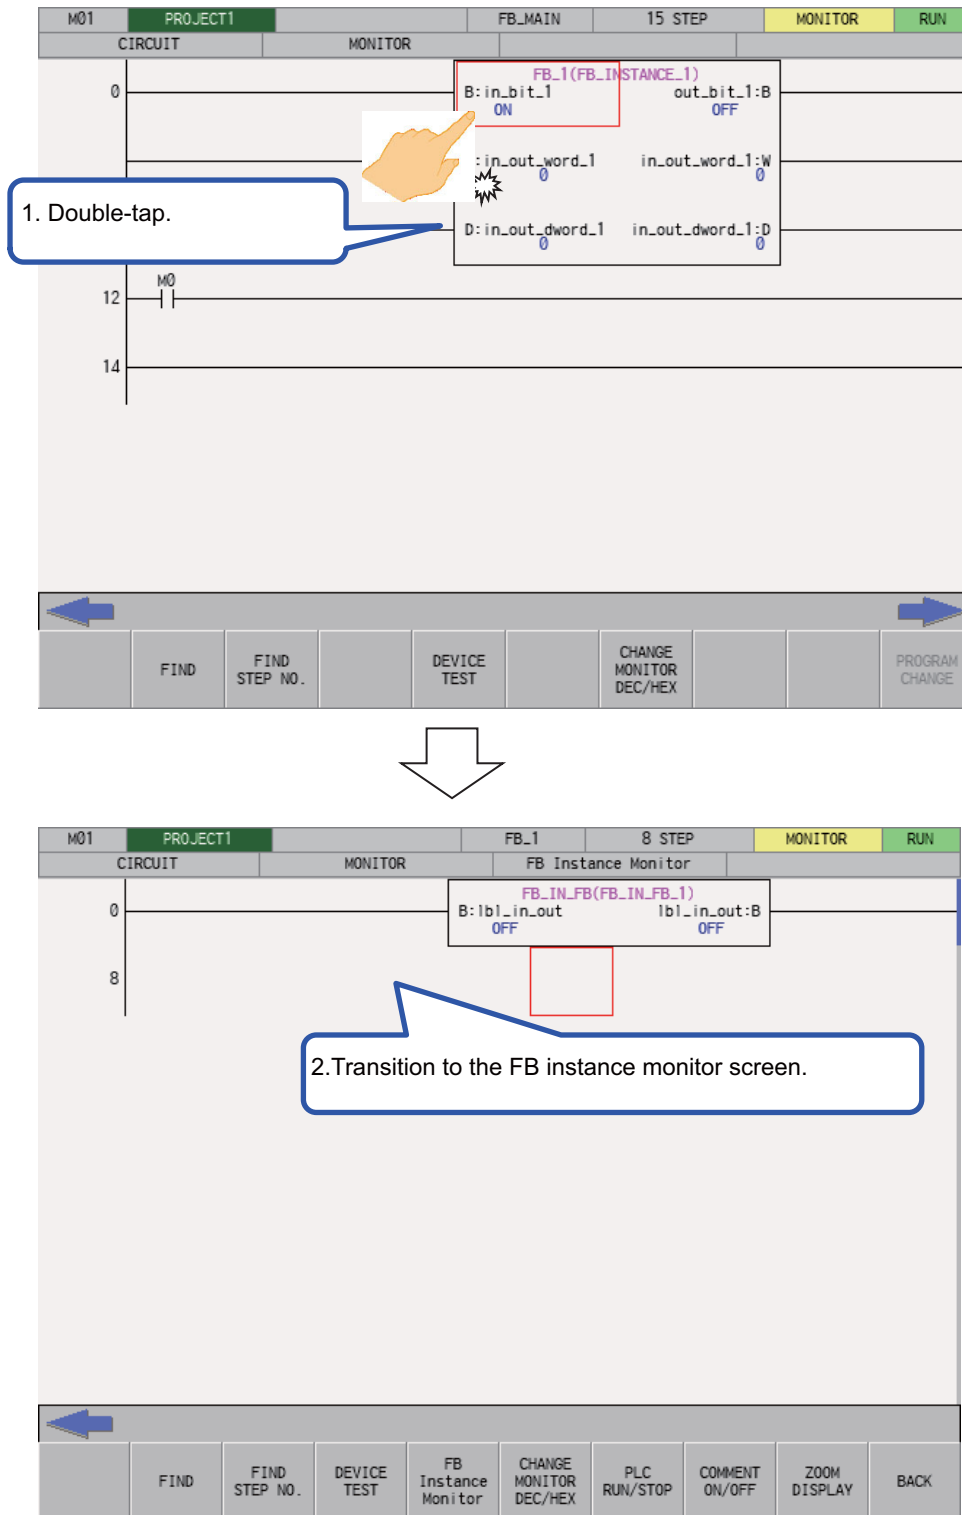 M01 PROJECT1 FB_MAIN 15 STEP MONITOR RUN
CIRCUIT MONITOR
FB_1(FB_INSTANCE_1)
0 B:in_bit_1 out_bit_1:B
ON OFF
:in_out_word_1 in_out_word_1:W
0 0
1. Double-tap.
D:in_out_dword_1 in_out_dword_1:D
0 0
M0
12
14
FIND
FIND
STEP NO.
DEVICE
TEST
CHANGE
MONITOR
DEC/HEX
PROGRAM
CHANGE
M01 PROJECT1 FB_1 8 STEP MONITOR RUN
CIRCUIT MONITOR FB Instance Monitor
FB_IN_FB(FB_IN_FB_1)
0 B:lbl_in_out lbl_in_out:B
OFF OFF
8
2.Transition to the FB instance monitor screen.
FIND
FIND
STEP NO.
DEVICE
TEST
FB
Instance
Monitor
CHANGE
MONITOR
DEC/HEX
PLC
RUN/STOP
COMMENT
ON/OFF
ZOOM
DISPLAY
BACK